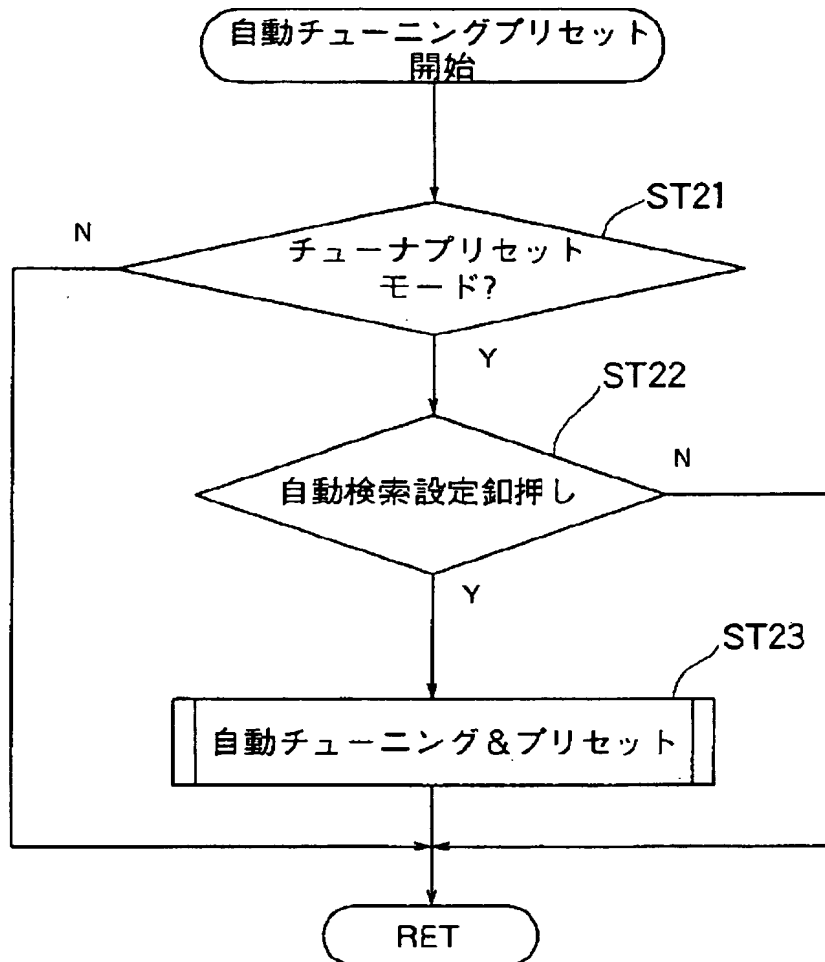 自動チューニングプリセット
開始
ST21
N
チューナプリセット
モード?
Y
ST22
N
自動検索設定釦押し
Y
ST23
自動チューニング&プリセット
RET